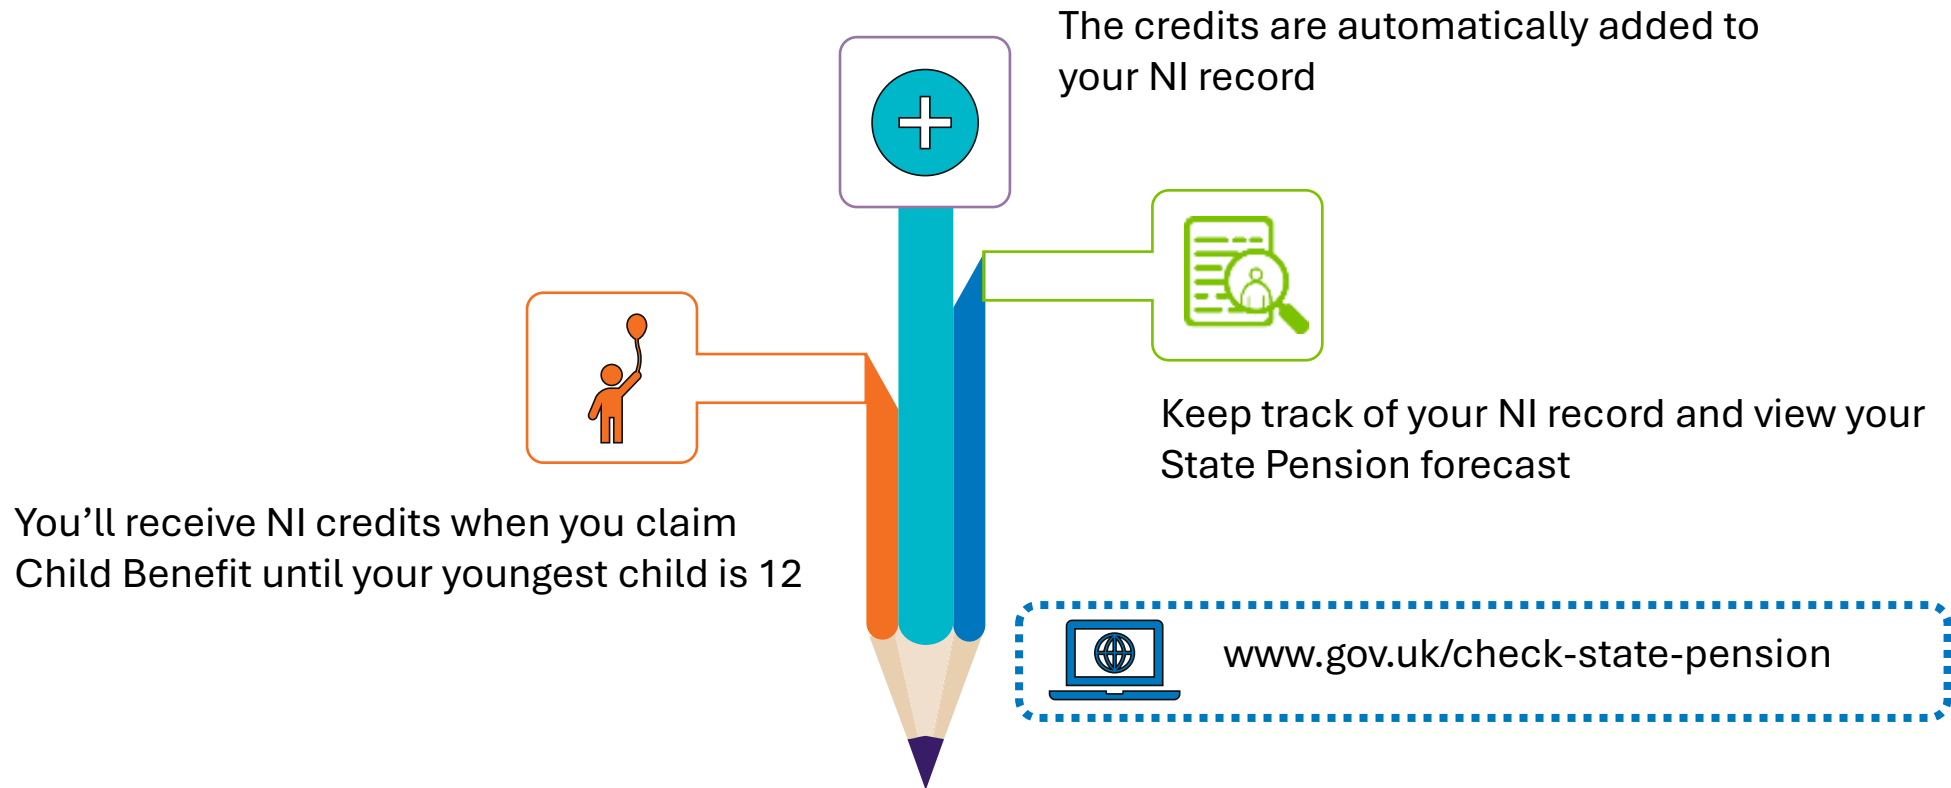 The credits are automatically added to
your NI record
Keep track of your NI record and view your
State Pension forecast
You’ll receive NI credits when you claim
Child Benefit until your youngest child is 12
www.gov.uk/check-state-pension